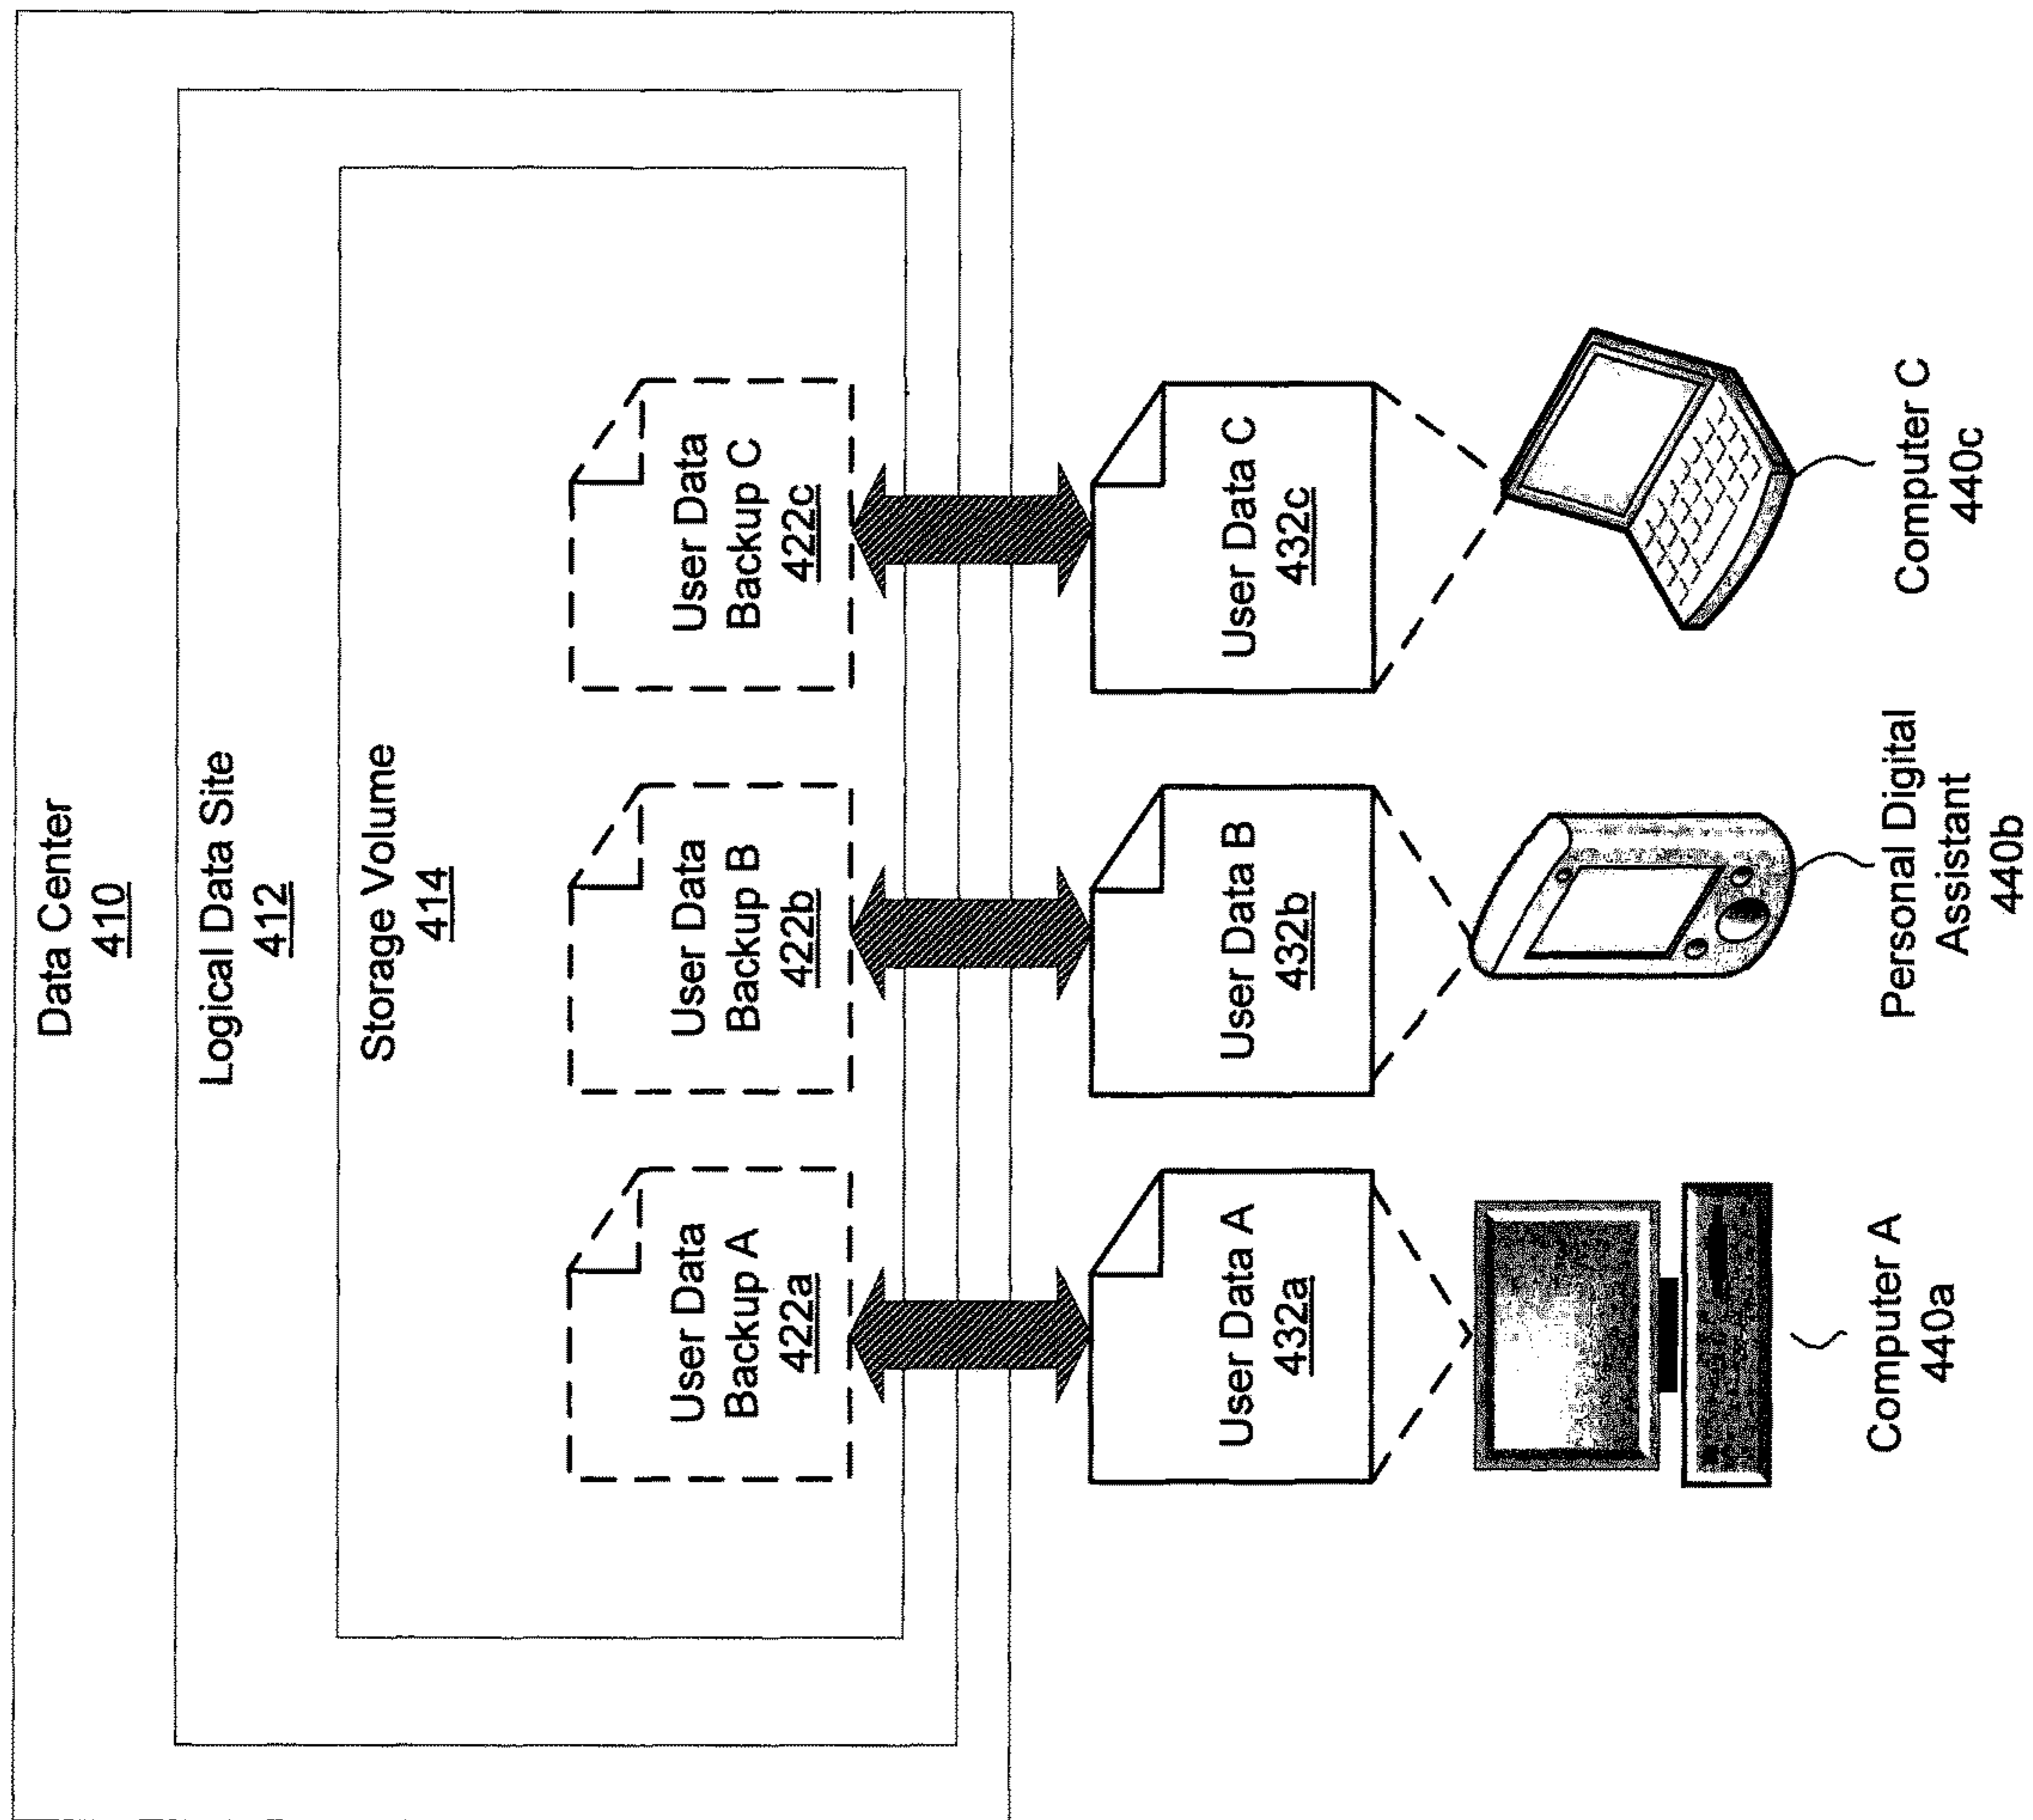 Data Center
410
Logical Data Site
412
Storage Volume
414
User Data
Backup A
422a
User Data
Backup B
422b
User Data
Backup C
422c
User Data A
432a
User Data B
432b
User Data C
432c
Computer A
440a
Personal Digital
Assistant
440b
Computer C
440c